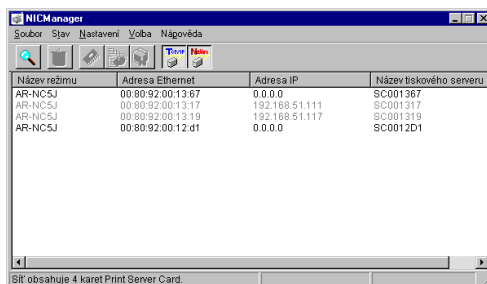 NICManager
Soubor Stav Nastavení Volba Nápověda
Název režimu Adresa Ethernet Adresa IP Název tiskového serveru
AR-NC5J 00:80:92:00:13:67 0.0.0.0 SC001367
AR-NC5J 00:80:92:00:13:17 192.168.51.111 SC001317
AR-NC5J 00:80:92:00:13:19 192.168.51.117 SC001319
AR-NC5J 00:80:92:00:12:d1 0.0.0.0 SC0012D1
Síť obsahuje 4 karet Print Server Card.